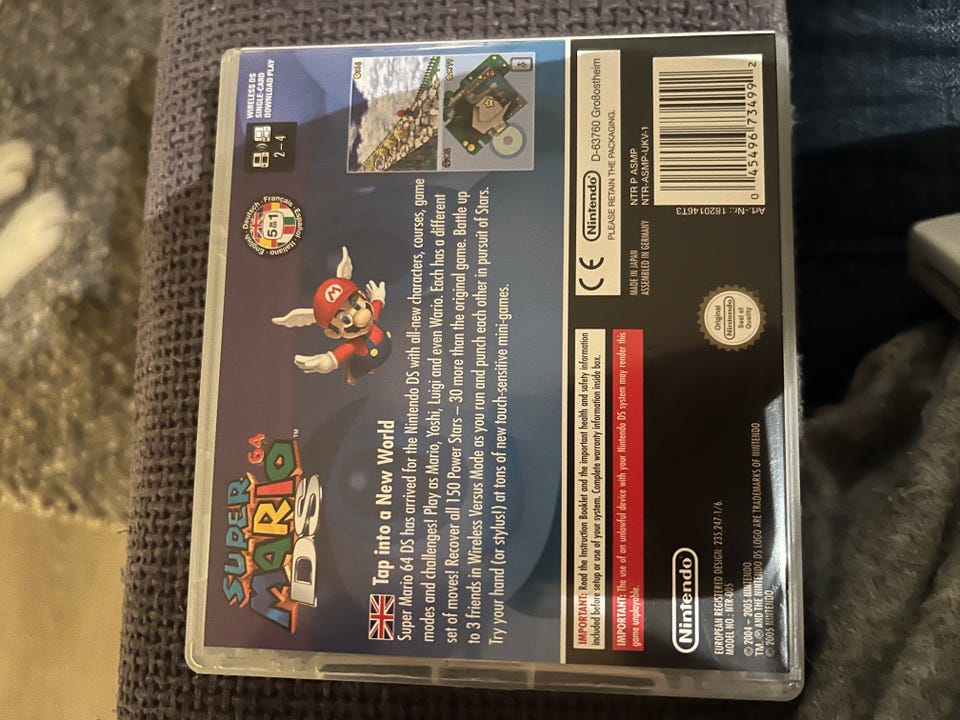 SUPER
MARIO 64
DS™
English - Deutsch - Français - Español - Italiano
5 in 1
2-4
WIRELESS DS
SINGLE-CARD
DOWNLOAD PLAY
Tap into a New World
Super Mario 64 DS has arrived for the Nintendo DS with all-new characters, courses, game
modes and challenges! Play as Mario, Yoshi, Luigi and even Wario. Each has a different
set of moves! Recover all 150 Power Stars – 30 more than the original game. Battle up
to 3 friends in Wireless Versus Mode as you run and punch each other in pursuit of Stars.
Try your hand (or stylus!) at tons of new touch-sensitive mini-games.
IMPORTANT: Read the Instruction Booklet and the important health and safety information
included before setup or use of your system. Complete warranty information inside box.
IMPORTANT: The use of an unlawful device with your Nintendo DS system may render this
game unplayable.
CE
Nintendo® D-63760 Großostheim
PLEASE RETAIN THE PACKAGING.
MADE IN JAPAN
ASSEMBLED IN GERMANY
NTR P ASMP
NTR-ASMP-UKV-1
0 45496 73499 2
Art.-Nr.: 1820146T3
Original
Nintendo
Seal of
Quality
Nintendo®
EUROPEAN REGISTERED DESIGN: 235.247-1/6.
MODEL NO.: NTR-005
© 2004 – 2005 NINTENDO
TM, ® AND THE NINTENDO DS LOGO ARE TRADEMARKS OF NINTENDO
© 2005 NINTENDO